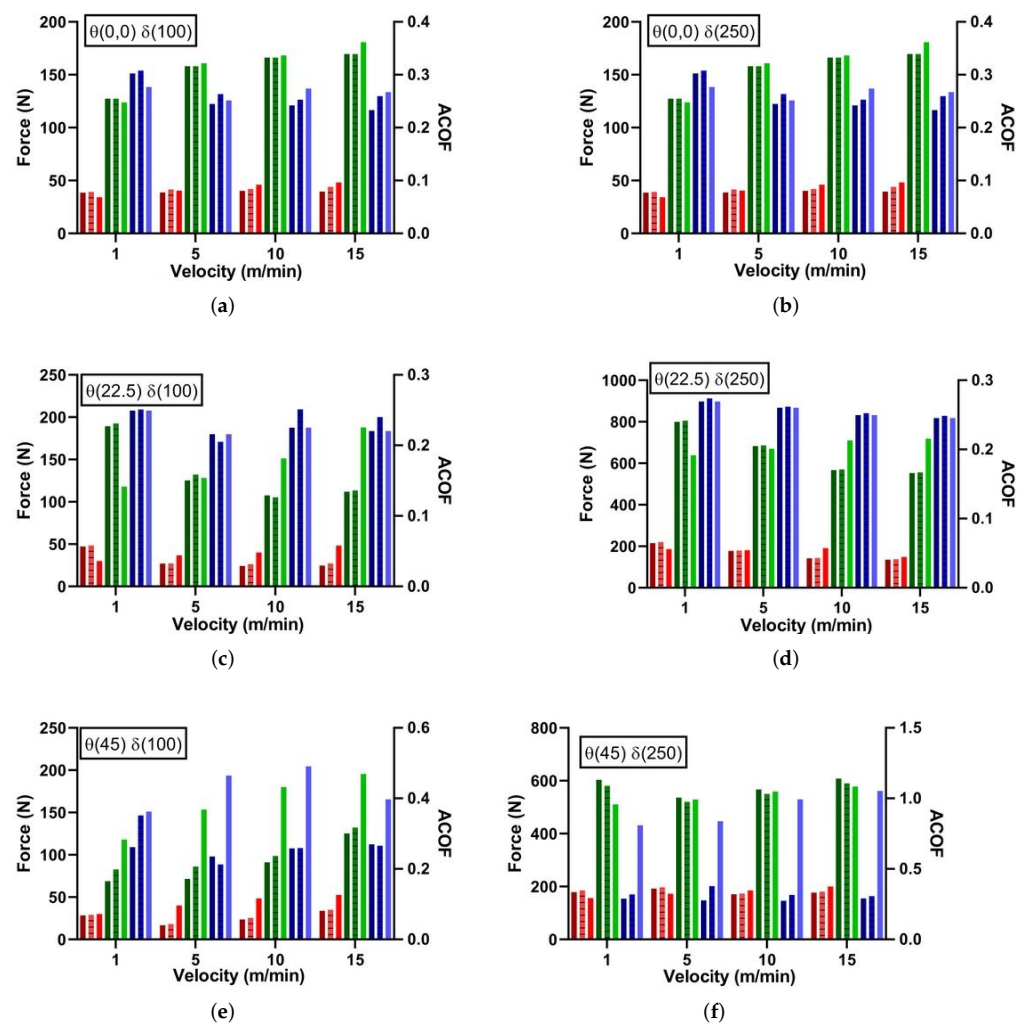 θ(0,0) δ(100)
200
150
100
50
0
Force (N)
0.4
0.3
0.2
0.1
0.0
ACOF
1 5 10 15
Velocity (m/min)
(a)
θ(0,0) δ(250)
200
150
100
50
0
Force (N)
0.4
0.3
0.2
0.1
0.0
ACOF
1 5 10 15
Velocity (m/min)
(b)
θ(22.5) δ(100)
250
200
150
100
50
0
Force (N)
0.3
0.2
0.1
0.0
ACOF
1 5 10 15
Velocity (m/min)
(c)
θ(22.5) δ(250)
1000
800
600
400
200
0
Force (N)
0.3
0.2
0.1
0.0
ACOF
1 5 10 15
Velocity (m/min)
(d)
θ(45) δ(100)
250
200
150
100
50
0
Force (N)
0.6
0.4
0.2
0.0
ACOF
1 5 10 15
Velocity (m/min)
(e)
θ(45) δ(250)
800
600
400
200
0
Force (N)
1.5
1.0
0.5
0.0
ACOF
1 5 10 15
Velocity (m/min)
(f)